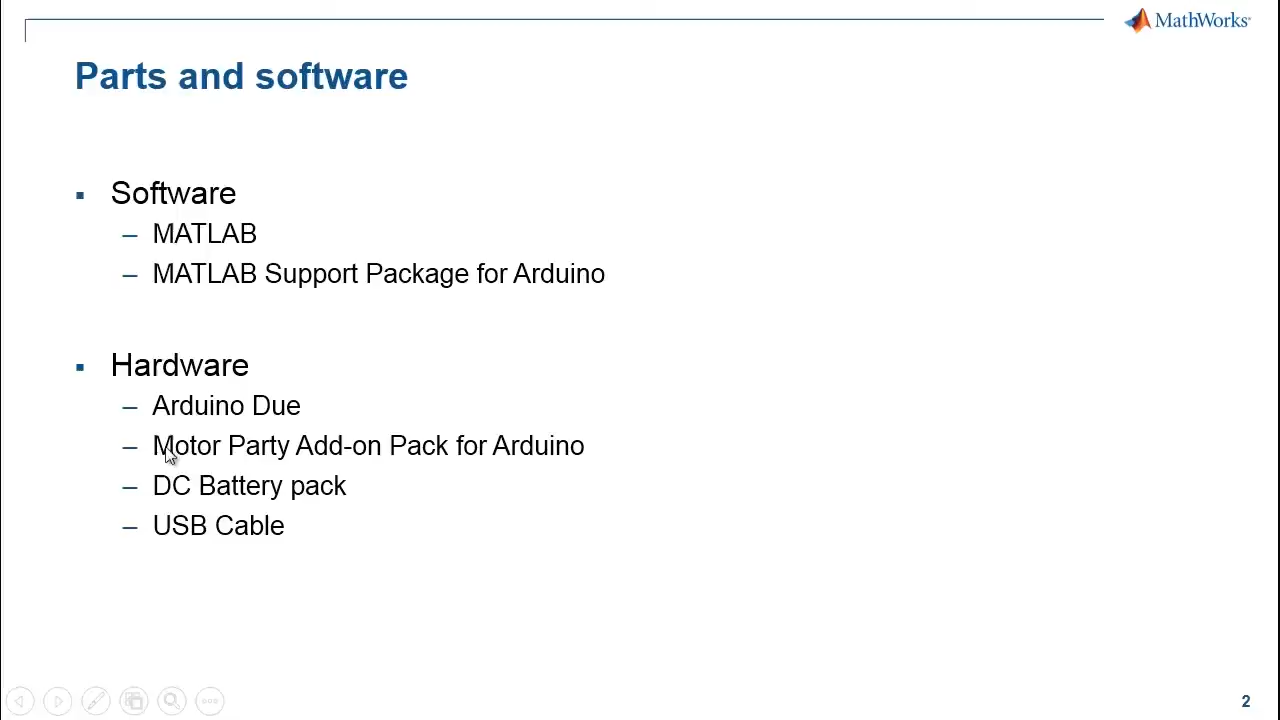 MathWorks®
Parts and software
▪ Software
– MATLAB
– MATLAB Support Package for Arduino
▪ Hardware
– Arduino Due
– Motor Party Add-on Pack for Arduino
– DC Battery pack
– USB Cable
2